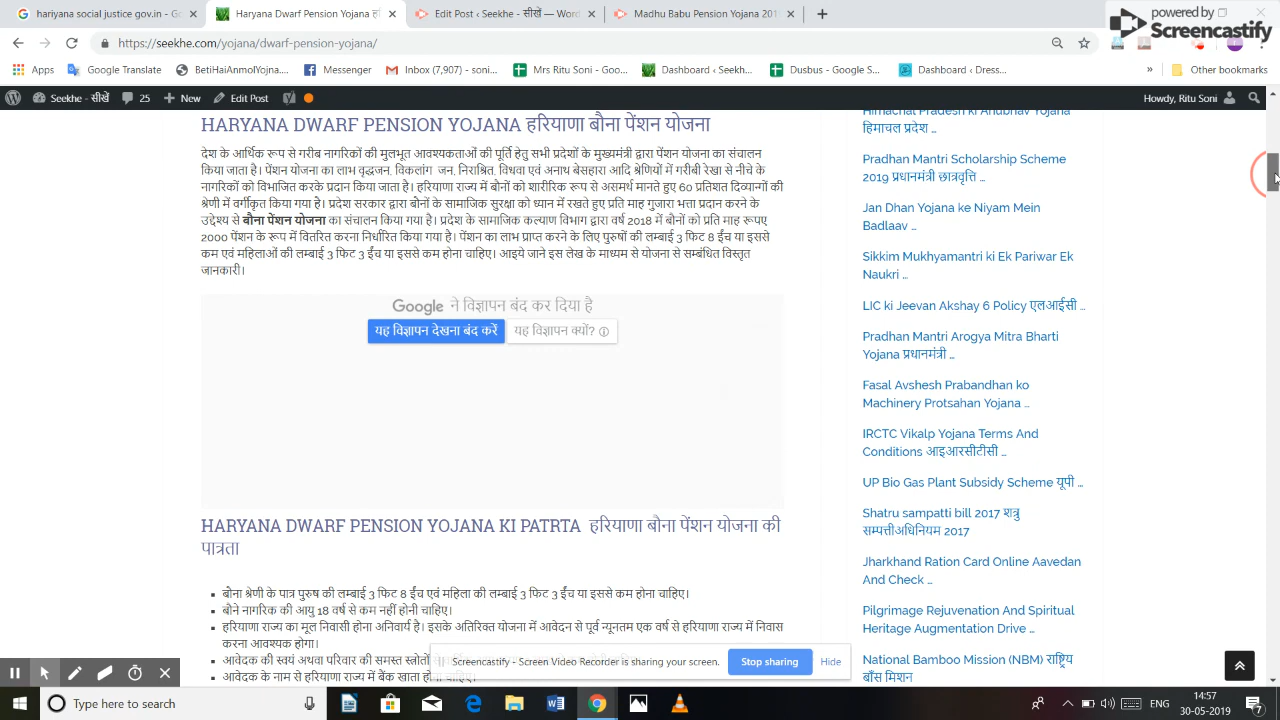 social justice.gov.in - Goog
Haryana Dwarf Pension Yojana
Edit Post ‹ Seekhe - सीखें — Word
Madhu Babu Pension Yojana 201
powered by
Screencastify
https://seekhe.com/yojana/dwarf-pension-yojana/
Apps
Google Translate
BetiHaiAnmolYojna...
Messenger
Inbox (7,907) - soni...
Yrs Ritu Soni - Goo...
Dashboard ‹ Seekh...
Dusbus - Google S...
Dashboard ‹ Dress...
»
Other bookmarks
Seekhe - सीखें
25
New
Edit Post
Howdy, Ritu Soni
HARYANA DWARF PENSION YOJANA हरियाणा बौना पेंशन योजना
देश के आर्थिक रूप से गरीब नागरिकों की मुलभूत आवश्यकताओं की पूर्ति हेतु सभी प्रदेशों के मुख्यमंत्री द्वारा पेंशन योजना का संचालन
किया जाता है। पेंशन योजना का लाभ वृद्धजन, विकलाग जन, निराश्रित, विधवा एवं अनाथ बेसहारा आदि श्रेणियों में गरीबी रेखा से नीचे के
नागरिकों को विभाजित करके प्रदान किया जाता है। हरियाणा राज्य में बौनों को शारीरिक रूप से असमर्थ मानते हुए 60 प्रतिशत दिव्यान्गों की
श्रेणी में वर्गीकृत किया गया है। प्रदेश सरकार द्वारा बौनों के सामाजिक सुरक्षा को ध्यान में रखते हुए प्रति माह गुजारा भत्ता प्रदान करने के
उद्देश्य से बौना पेंशन योजना का संचालन किया गया है। प्रदेश के सामाजिक कल्याण विभाग द्वारा वर्ष 2018 में बौनों को प्रति माह रूपए
2000 पेंशन के रूप में वितरित करना निर्धारित किया गया है। पेंशन का लाभ प्राप्त करने के लिए पुरुषों की लम्बाई 3 फिट 8 ईंच या इससे
कम एवं महिलाओं की लम्बाई 3 फिट 3 ईंच या इससे कम होना चाहिए। आइये जाने इस लेख के माध्यम से योजना से सम्बंधित विस्तृत
जानकारी।
Google ने विज्ञापन बंद कर दिया है
यह विज्ञापन देखना बंद करें
यह विज्ञापन क्यों?
HARYANA DWARF PENSION YOJANA KI PATRTA हरियाणा बौना पेंशन योजना की
पात्रता
बौना श्रेणी के पात्र पुरुष की लम्बाई 3 फिट 8 ईंच एवं महिला की लम्बाई 3 फिट 3 ईंच या इससे कम होना चाहिए।
बौने नागरिक की आयु 18 वर्ष से कम नहीं होनी चाहिए।
हरियाणा राज्य का मूल निवासी होना अनिवार्य है। इसके अतिरिक्त योजना में आवेदन से पूर्व न्यूनतम एक वर्ष से हरियाणा राज्य में निवास
करना आवश्यक होगा।
आवेदक की स्वयं अथवा परिवार की समस्त स्त्रोतों
आवेदक के नाम से हरियाणा राज्य में बैंक खाता होना चाहिए।
Himachal Pradesh ki Anubhav Yojana
हिमाचल प्रदेश ...
Pradhan Mantri Scholarship Scheme
2019 प्रधानमंत्री छात्रवृत्ति ...
Jan Dhan Yojana ke Niyam Mein
Badlaav ...
Sikkim Mukhyamantri ki Ek Pariwar Ek
Naukri ...
LIC ki Jeevan Akshay 6 Policy एलआईसी ...
Pradhan Mantri Arogya Mitra Bharti
Yojana प्रधानमंत्री ...
Fasal Avshesh Prabandhan ko
Machinery Protsahan Yojana ...
IRCTC Vikalp Yojana Terms And
Conditions आइआरसीटीसी ...
UP Bio Gas Plant Subsidy Scheme यूपी ...
Shatru sampatti bill 2017 शत्रु
सम्पत्तीअधिनियम 2017
Jharkhand Ration Card Online Aavedan
And Check ...
Pilgrimage Rejuvenation And Spiritual
Heritage Augmentation Drive ...
National Bamboo Mission (NBM) राष्ट्रिय
बाँस मिशन
Screencastify - Screen Video Recorder is sharing your screen.
Stop sharing
Hide
Type here to search
ENG
14:57
30-05-2019
7